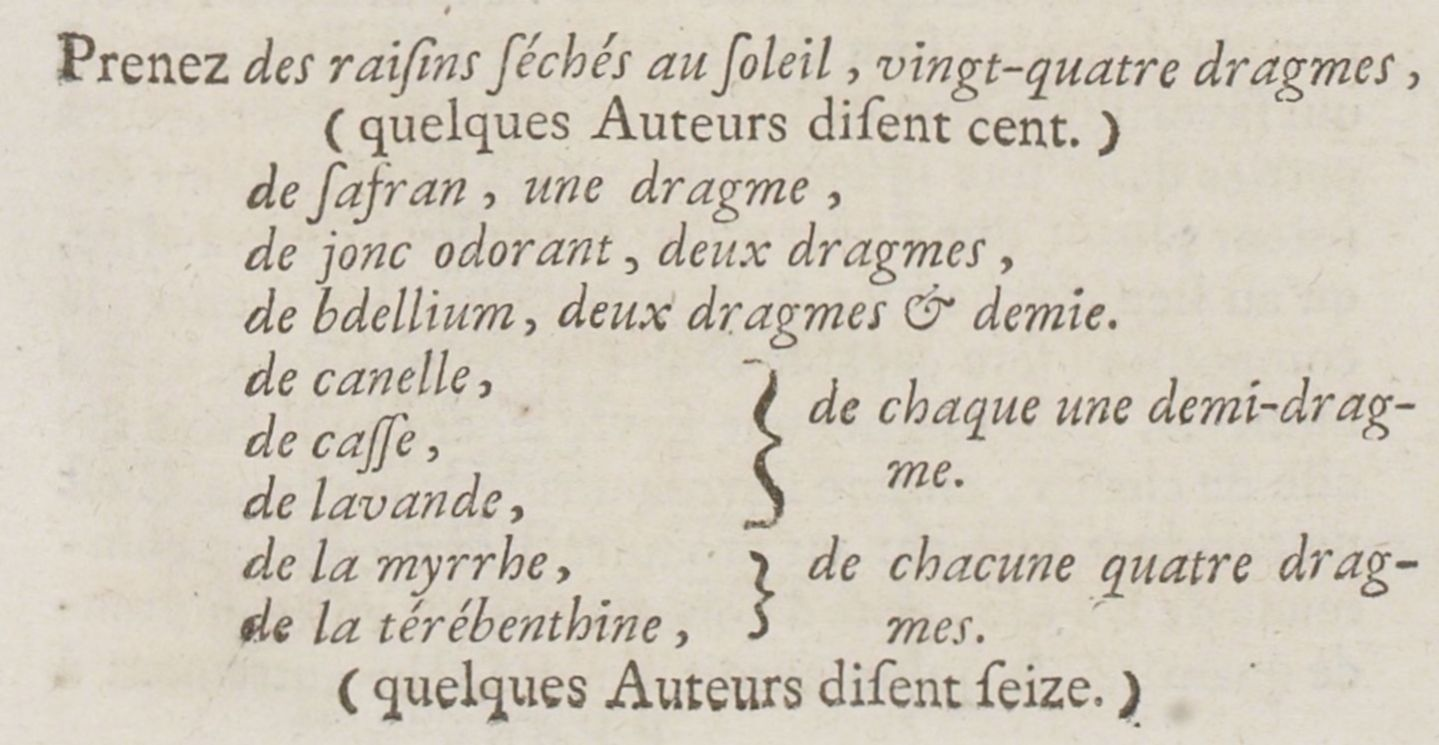 Prenez des raiſins ſéchés au ſoleil, vingt-quatre dragmes,
( quelques Auteurs diſent cent. )
de ſafran, une dragme,
de jonc odorant, deux dragmes,
de bdellium, deux dragmes & demie.
de canelle,
de caſſe,
de lavande,
} de chaque une demi-drag-
me.
de la myrrhe,
de la térébenthine,
} de chacune quatre drag-
mes.
( quelques Auteurs diſent ſeize. )